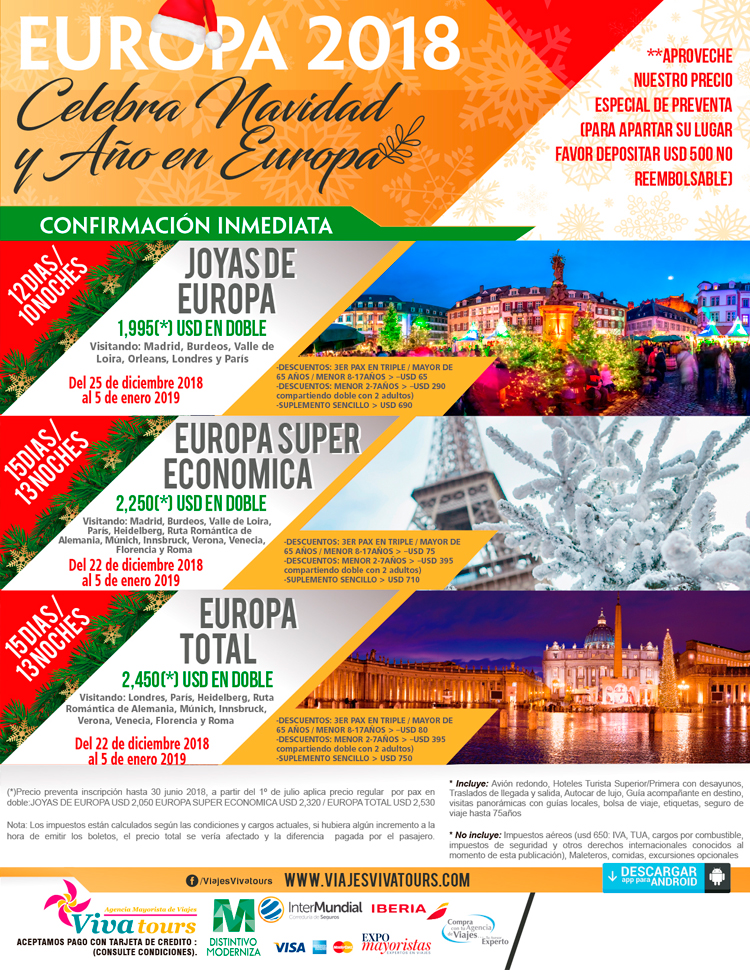 EUROPA 2018
Celebra Navidad
y Año en Europa
**APROVECHE
NUESTRO PRECIO
ESPECIAL DE PREVENTA
(PARA APARTAR SU LUGAR
FAVOR DEPOSITAR USD 500 NO
REEMBOLSABLE)
CONFIRMACIÓN INMEDIATA
12DIAS/
10NOCHES
JOYAS DE
EUROPA
1,995(*) USD EN DOBLE
Visitando: Madrid, Burdeos, Valle de
Loira, Orleans, Londres y París
Del 25 de diciembre 2018
al 5 de enero 2019
-DESCUENTOS: 3ER PAX EN TRIPLE / MAYOR DE
65 AÑOS / MENOR 8-17AÑOS > –USD 65
-DESCUENTOS: MENOR 2-7AÑOS > –USD 290
compartiendo doble con 2 adultos)
-SUPLEMENTO SENCILLO > USD 690
15DIAS/
13NOCHES
EUROPA SUPER
ECONOMICA
2,250(*) USD EN DOBLE
Visitando: Madrid, Burdeos, Valle de Loira,
París, Heidelberg, Ruta Romántica de
Alemania, Múnich, Innsbruck, Verona, Venecia,
Florencia y Roma
Del 22 de diciembre 2018
al 5 de enero 2019
-DESCUENTOS: 3ER PAX EN TRIPLE / MAYOR DE
65 AÑOS / MENOR 8-17AÑOS > –USD 75
-DESCUENTOS: MENOR 2-7AÑOS > –USD 395
compartiendo doble con 2 adultos)
-SUPLEMENTO SENCILLO > USD 710
15DIAS/
13NOCHES
EUROPA
TOTAL
2,450(*) USD EN DOBLE
Visitando: Londres, París, Heidelberg, Ruta
Romántica de Alemania, Múnich, Innsbruck,
Verona, Venecia, Florencia y Roma
Del 22 de diciembre 2018
al 5 de enero 2019
-DESCUENTOS: 3ER PAX EN TRIPLE / MAYOR DE
65 AÑOS / MENOR 8-17AÑOS > –USD 80
-DESCUENTOS: MENOR 2-7AÑOS > –USD 395
compartiendo doble con 2 adultos)
-SUPLEMENTO SENCILLO > USD 750
(*)Precio preventa inscripción hasta 30 junio 2018, a partir del 1º de julio aplica precio regular por pax en
doble:JOYAS DE EUROPA USD 2,050 EUROPA SUPER ECONOMICA USD 2,320 / EUROPA TOTAL USD 2,530
Nota: Los impuestos están calculados según las condiciones y cargos actuales, si hubiera algún incremento a la
hora de emitir los boletos, el precio total se vería afectado y la diferencia pagada por el pasajero.
* Incluye: Avión redondo, Hoteles Turista Superior/Primera con desayunos,
Traslados de llegada y salida, Autocar de lujo, Guía acompañante en destino,
visitas panorámicas con guías locales, bolsa de viaje, etiquetas, seguro de
viaje hasta 75años
* No incluye: Impuestos aéreos (usd 650: IVA, TUA, cargos por combustible,
impuestos de seguridad y otros derechos internacionales conocidos al
momento de esta publicación), Maleteros, comidas, excursiones opcionales
/ViajesVivatours
WWW.VIAJESVIVATOURS.COM
DESCARGAR
app para ANDROID
Agencia Mayorista de Viajes
Viva tours
ACEPTAMOS PAGO CON TARJETA DE CREDITO :
(CONSULTE CONDICIONES).
M
DISTINTIVO
MODERNIZA
InterMundial
Correduría de Seguros
IBERIA
VISA
MasterCard
EXPO
mayoristas
EXPERTOS EN VIAJES
Compra
con tu Agencia
de Viajes
Experto